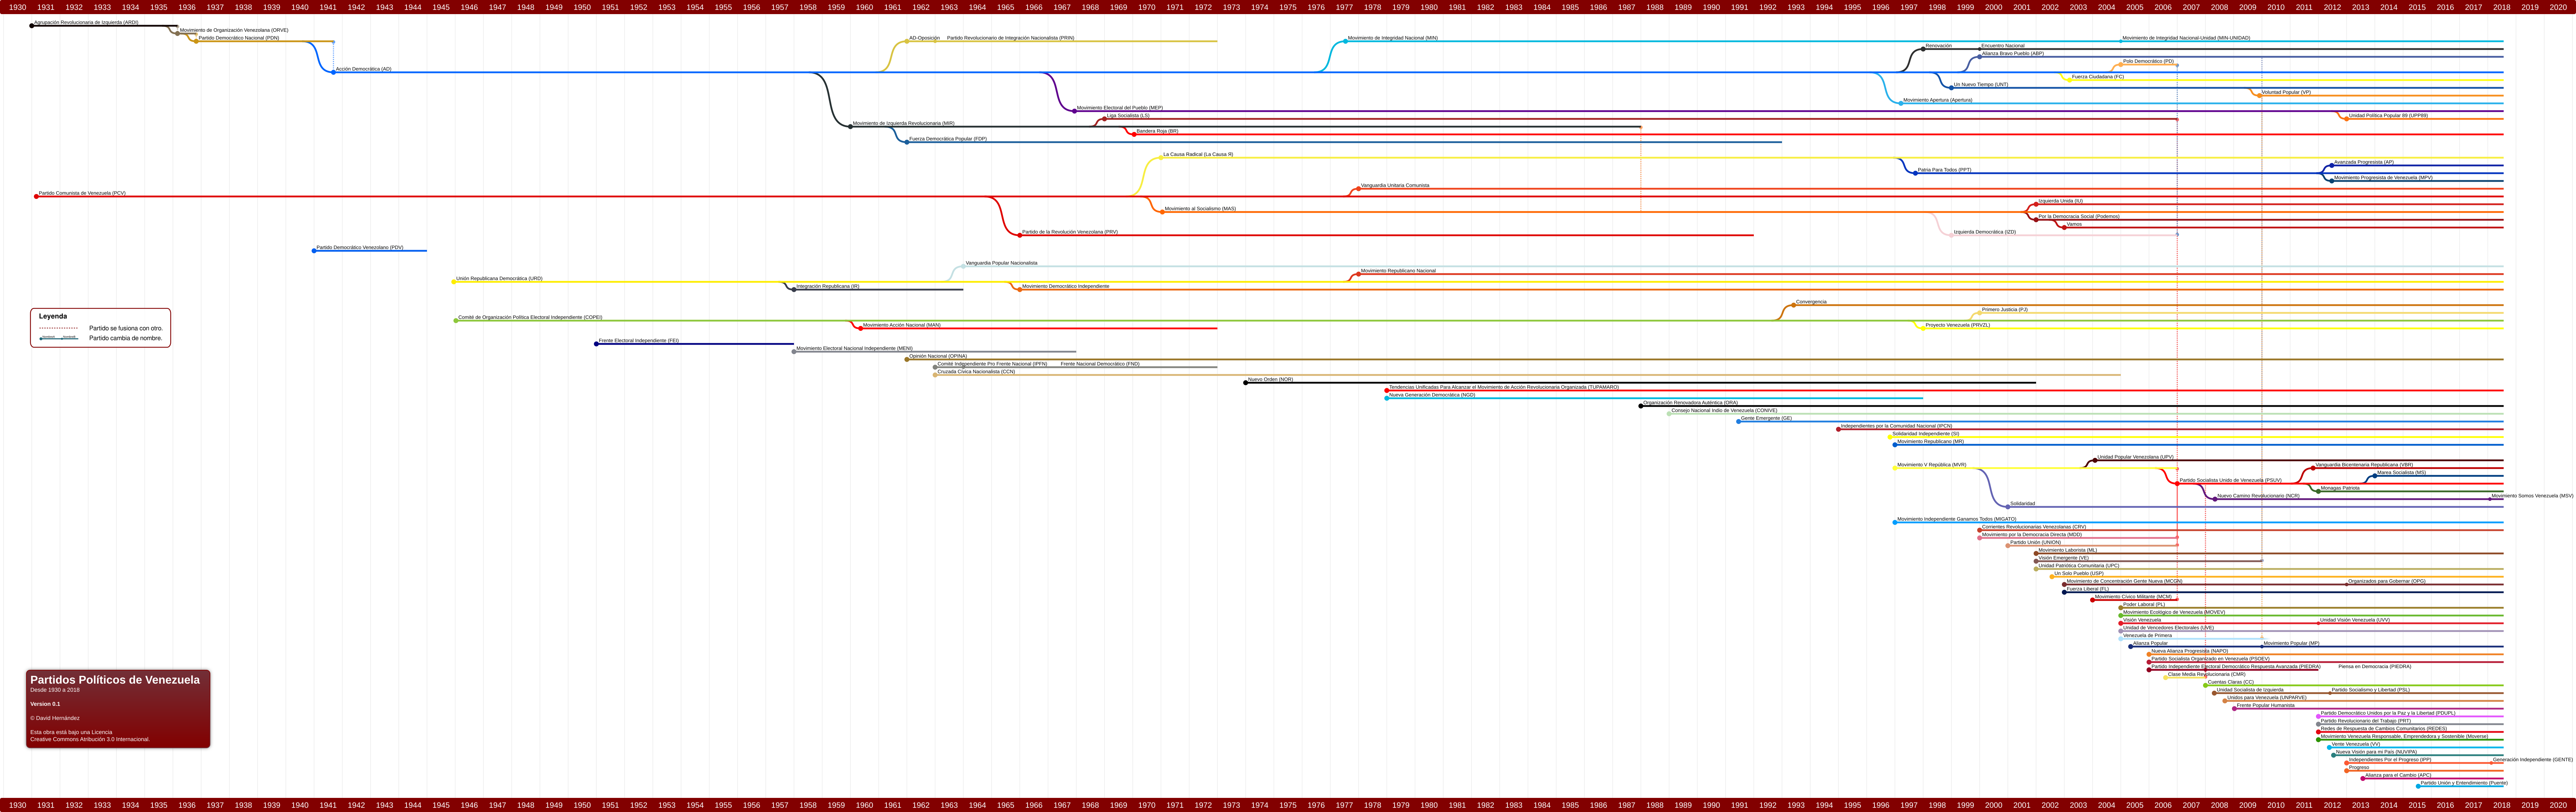 1930 1931 1932 1933 1934 1935 1936 1937 1938 1939 1940 1941 1942 1943 1944 1945 1946 1947 1948 1949 1950 1951 1952 1953 1954 1955 1956 1957 1958 1959 1960 1961 1962 1963 1964 1965 1966 1967 1968 1969 1970 1971 1972 1973 1974 1975 1976 1977 1978 1979 1980 1981 1982 1983 1984 1985 1986 1987 1988 1989 1990 1991 1992 1993 1994 1995 1996 1997 1998 1999 2000 2001 2002 2003 2004 2005 2006 2007 2008 2009 2010 2011 2012 2013 2014 2015 2016 2017 2018 2019 2020
Agrupación Revolucionaria de Izquierda (ARDI)
Movimiento de Organización Venezolana (ORVE)
Partido Democrático Nacional (PDN)
AD-Oposición
Partido Revolucionario de Integración Nacionalista (PRIN)
Movimiento de Integridad Nacional (MIN)
Movimiento de Integridad Nacional-Unidad (MIN-UNIDAD)
Renovación
Encuentro Nacional
Alianza Bravo Pueblo (ABP)
Polo Democrático (PD)
Acción Democrática (AD)
Fuerza Ciudadana (FC)
Un Nuevo Tiempo (UNT)
Voluntad Popular (VP)
Movimiento Apertura (Apertura)
Movimiento Electoral del Pueblo (MEP)
Liga Socialista (LS)
Unidad Política Popular 89 (UPP89)
Movimiento de Izquierda Revolucionaria (MIR)
Bandera Roja (BR)
Fuerza Democrática Popular (FDP)
La Causa Radical (La Causa Я)
Avanzada Progresista (AP)
Patria Para Todos (PPT)
Movimiento Progresista de Venezuela (MPV)
Vanguardia Unitaria Comunista
Partido Comunista de Venezuela (PCV)
Izquierda Unida (IU)
Movimiento al Socialismo (MAS)
Por la Democracia Social (Podemos)
Vamos
Partido de la Revolución Venezolana (PRV)
Izquierda Democrática (IZD)
Partido Democrático Venezolano (PDV)
Vanguardia Popular Nacionalista
Movimiento Republicano Nacional
Unión Republicana Democrática (URD)
Integración Republicana (IR)
Movimiento Democrático Independiente
Convergencia
Primero Justicia (PJ)
Comité de Organización Política Electoral Independiente (COPEI)
Movimiento Acción Nacional (MAN)
Proyecto Venezuela (PRVZL)
Leyenda
Partido se fusiona con otro.
Partido cambia de nombre.
Frente Electoral Independiente (FEI)
Movimiento Electoral Nacional Independiente (MENI)
Opinión Nacional (OPINA)
Comité Independiente Pro Frente Nacional (IPFN)
Frente Nacional Democrático (FND)
Cruzada Cívica Nacionalista (CCN)
Nuevo Orden (NOR)
Tendencias Unificadas Para Alcanzar el Movimiento de Acción Revolucionaria Organizada (TUPAMARO)
Nueva Generación Democrática (NGD)
Organización Renovadora Auténtica (ORA)
Consejo Nacional Indio de Venezuela (CONIVE)
Gente Emergente (GE)
Independientes por la Comunidad Nacional (IPCN)
Solidaridad Independiente (SI)
Movimiento Republicano (MR)
Unidad Popular Venezolana (UPV)
Movimiento V República (MVR)
Vanguardia Bicentenaria Republicana (VBR)
Marea Socialista (MS)
Partido Socialista Unido de Venezuela (PSUV)
Monagas Patriota
Nuevo Camino Revolucionario (NCR)
Movimiento Somos Venezuela (MSV)
Solidaridad
Movimiento Independiente Ganamos Todos (MIGATO)
Corrientes Revolucionarias Venezolanas (CRV)
Movimiento por la Democracia Directa (MDD)
Partido Unión (UNION)
Movimiento Laborista (ML)
Visión Emergente (VE)
Unidad Patriótica Comunitaria (UPC)
Un Solo Pueblo (USP)
Movimiento de Concentración Gente Nueva (MCGN)
Organizados para Gobernar (OPG)
Fuerza Liberal (FL)
Movimiento Cívico Militante (MCM)
Poder Laboral (PL)
Movimiento Ecológico de Venezuela (MOVEV)
Visión Venezuela
Unidad Visión Venezuela (UVV)
Unidad de Vencedores Electorales (UVE)
Venezuela de Primera
Alianza Popular
Movimiento Popular (MP)
Nueva Alianza Progresista (NAPO)
Partido Socialista Organizado en Venezuela (PSOEV)
Partido Independiente Electoral Democrático Respuesta Avanzada (PIEDRA)
Piensa en Democracia (PIEDRA)
Clase Media Revolucionaria (CMR)
Cuentas Claras (CC)
Unidad Socialista de Izquierda
Partido Socialismo y Libertad (PSL)
Unidos para Venezuela (UNPARVE)
Frente Popular Humanista
Partido Democrático Unidos por la Paz y la Libertad (PDUPL)
Partido Revolucionario del Trabajo (PRT)
Redes de Respuesta de Cambios Comunitarios (REDES)
Movimiento Venezuela Responsable, Emprendedora y Sostenible (Moverse)
Vente Venezuela (VV)
Nueva Visión para mi País (NUVIPA)
Independientes Por el Progreso (IPP)
Generación Independiente (GENTE)
Progreso
Alianza para el Cambio (APC)
Partido Unión y Entendimiento (Puente)
Partidos Políticos de Venezuela
Desde 1930 a 2018
Version 0.1
© David Hernández
Esta obra está bajo una Licencia
Creative Commons Atribución 3.0 Internacional.
1930 1931 1932 1933 1934 1935 1936 1937 1938 1939 1940 1941 1942 1943 1944 1945 1946 1947 1948 1949 1950 1951 1952 1953 1954 1955 1956 1957 1958 1959 1960 1961 1962 1963 1964 1965 1966 1967 1968 1969 1970 1971 1972 1973 1974 1975 1976 1977 1978 1979 1980 1981 1982 1983 1984 1985 1986 1987 1988 1989 1990 1991 1992 1993 1994 1995 1996 1997 1998 1999 2000 2001 2002 2003 2004 2005 2006 2007 2008 2009 2010 2011 2012 2013 2014 2015 2016 2017 2018 2019 2020